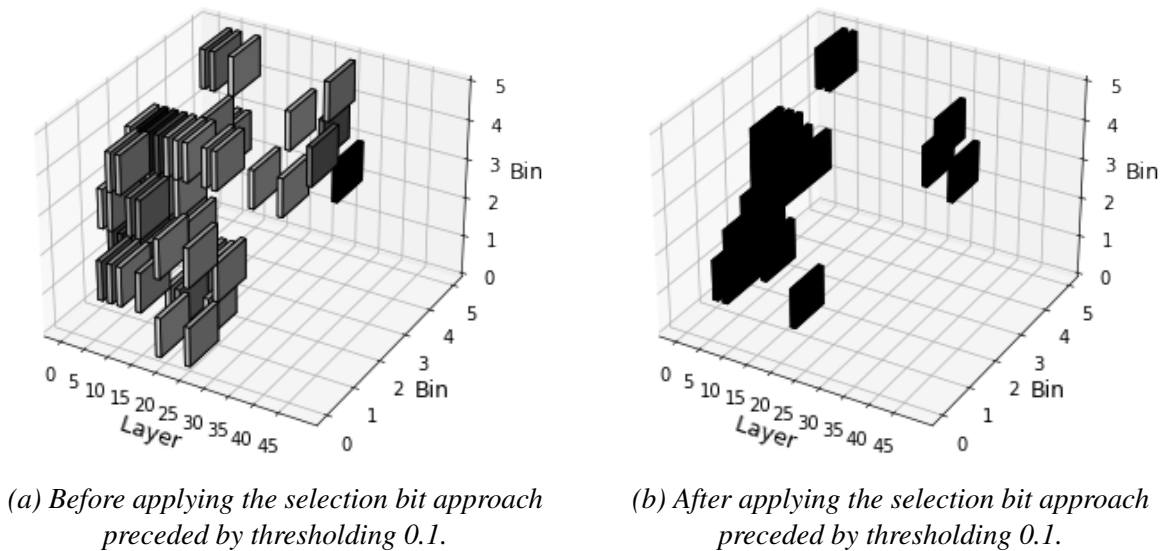 5
4
3
2
1
0
Bin
5
4
3
2
1
0
Bin
0 5 10 15 20 25 30 35 40 45
Layer
(a) Before applying the selection bit approach
preceded by thresholding 0.1.
5
4
3
2
1
0
Bin
5
4
3
2
1
0
Bin
0 5 10 15 20 25 30 35 40 45
Layer
(b) After applying the selection bit approach
preceded by thresholding 0.1.